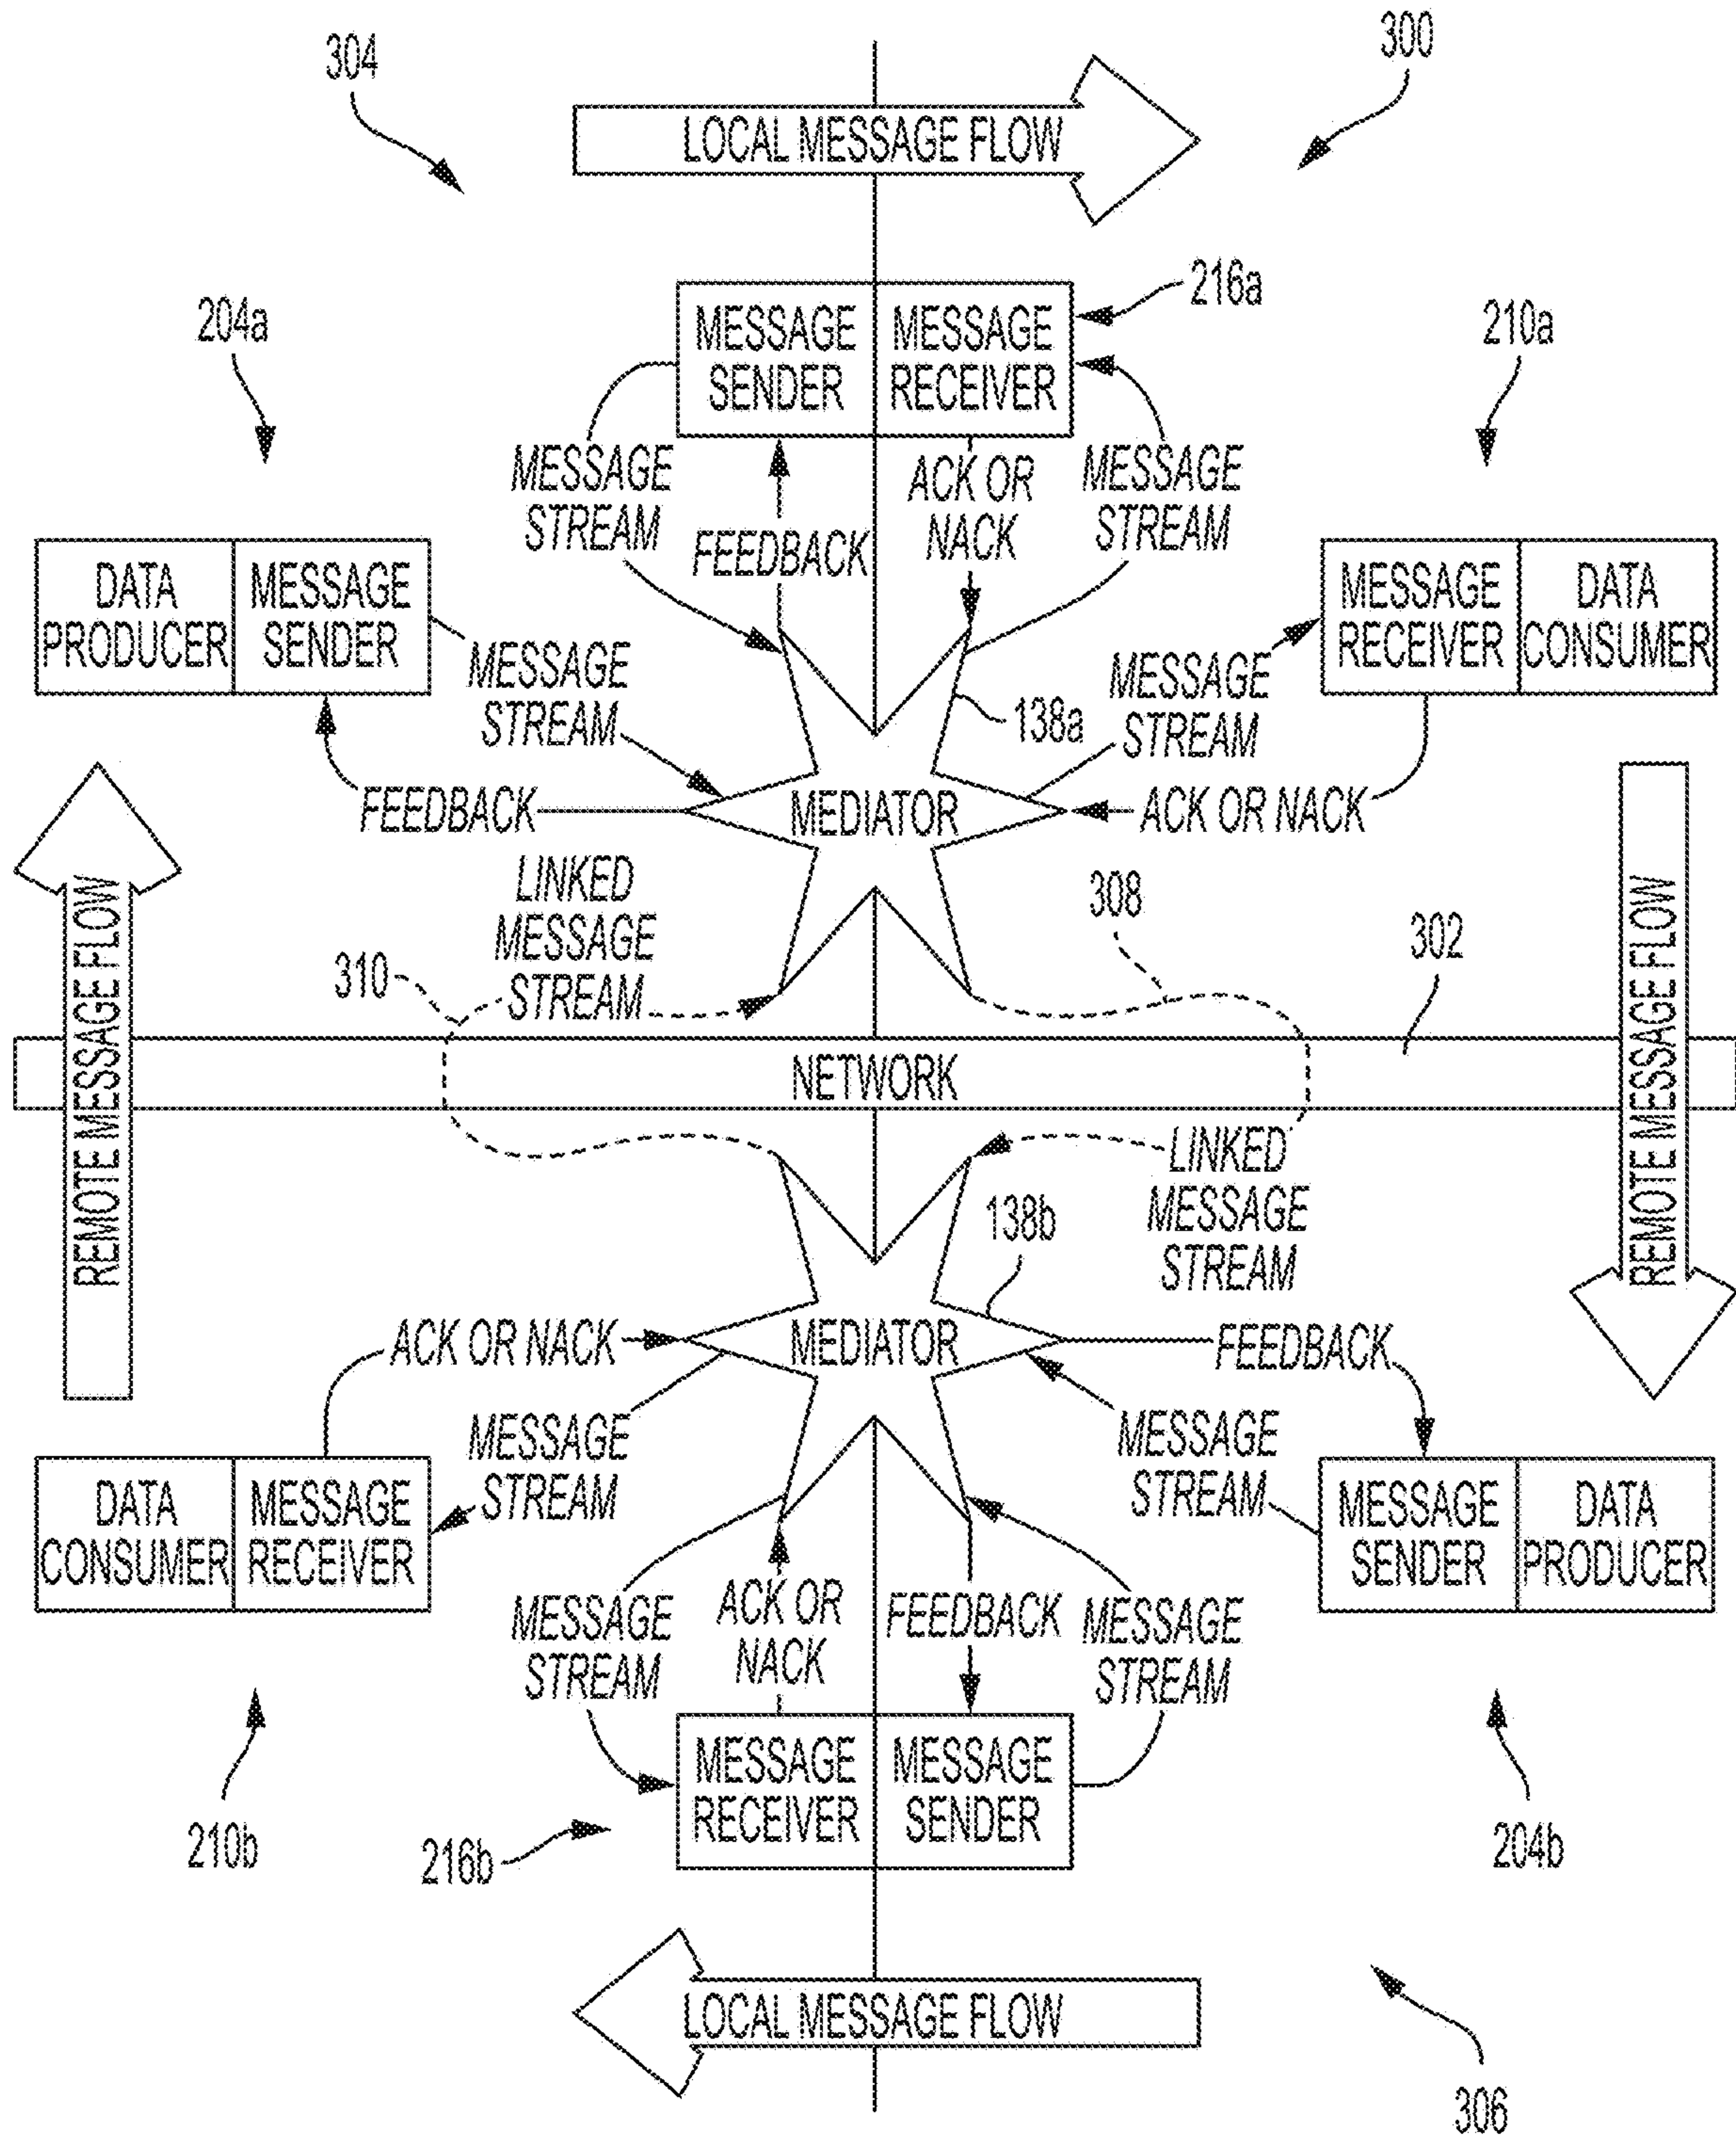 304
300
LOCAL MESSAGE FLOW
216a
204a
210a
MESSAGE
SENDER
MESSAGE
RECEIVER
MESSAGE
STREAM
FEEDBACK
ACK OR
NACK
MESSAGE
STREAM
DATA
PRODUCER
MESSAGE
SENDER
MESSAGE
RECEIVER
DATA
CONSUMER
MESSAGE
STREAM
138a
MESSAGE
STREAM
FEEDBACK
MEDIATOR
ACK OR NACK
LINKED
MESSAGE
STREAM
308
302
310
REMOTE MESSAGE FLOW
NETWORK
REMOTE MESSAGE FLOW
LINKED
MESSAGE
STREAM
138b
ACK OR NACK
MEDIATOR
FEEDBACK
MESSAGE
STREAM
MESSAGE
STREAM
DATA
CONSUMER
MESSAGE
RECEIVER
MESSAGE
SENDER
DATA
PRODUCER
MESSAGE
STREAM
ACK OR
NACK
FEEDBACK
MESSAGE
STREAM
MESSAGE
RECEIVER
MESSAGE
SENDER
210b
216b
204b
LOCAL MESSAGE FLOW
306